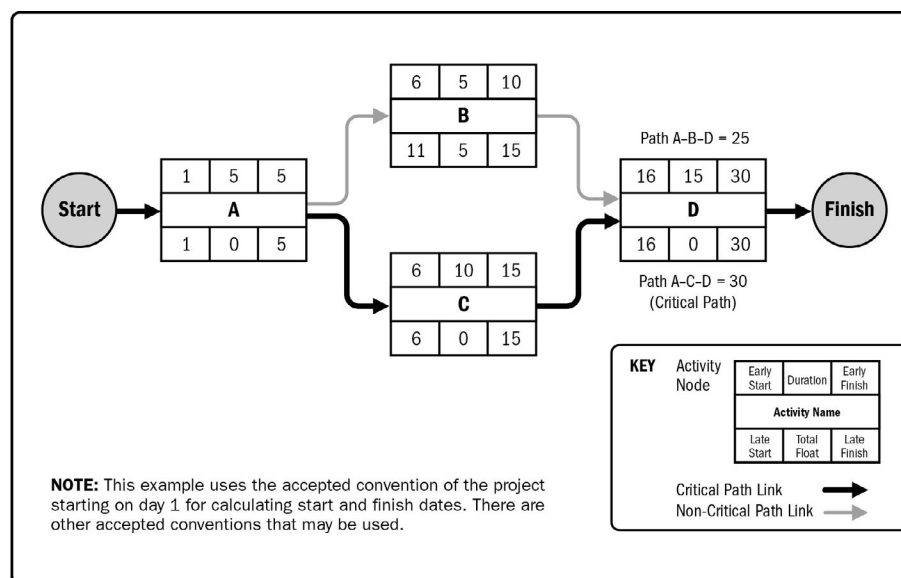 6 5 10
B
11 5 15
Path A–B–D = 25
Start
1 5 5
A
1 0 5
16 15 30
D
16 0 30
Finish
6 10 15
C
6 0 15
Path A–C–D = 30
(Critical Path)
KEY Activity
Node
Early
Start
Duration
Early
Finish
Activity Name
Late
Start
Total
Float
Late
Finish
Critical Path Link
Non-Critical Path Link
NOTE: This example uses the accepted convention of the project
starting on day 1 for calculating start and finish dates. There are
other accepted conventions that may be used.